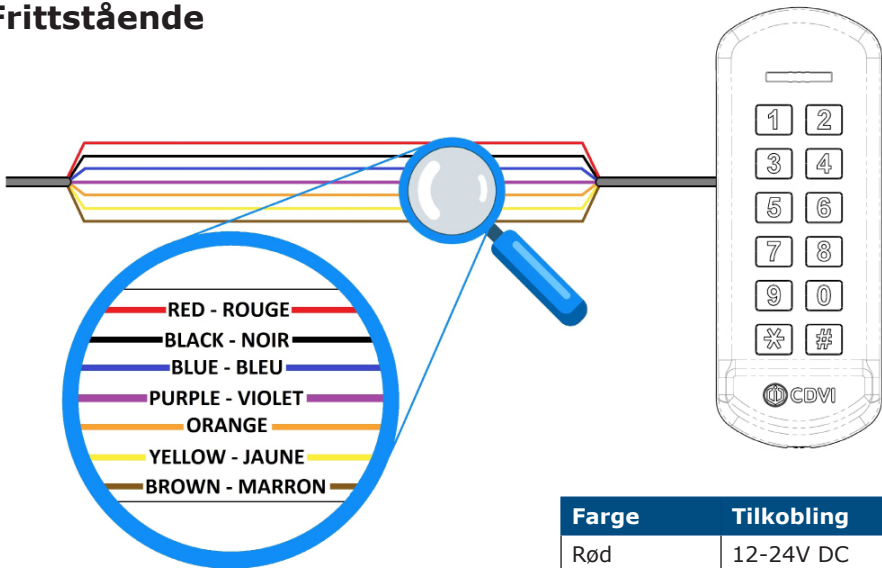 Frittstående
1 2
3 4
5 6
7 8
9 0
* #
CDVI
RED - ROUGE
BLACK - NOIR
BLUE - BLEU
PURPLE - VIOLET
ORANGE
YELLOW - JAUNE
BROWN - MARRON
Farge Tilkobling
Rød 12-24V DC